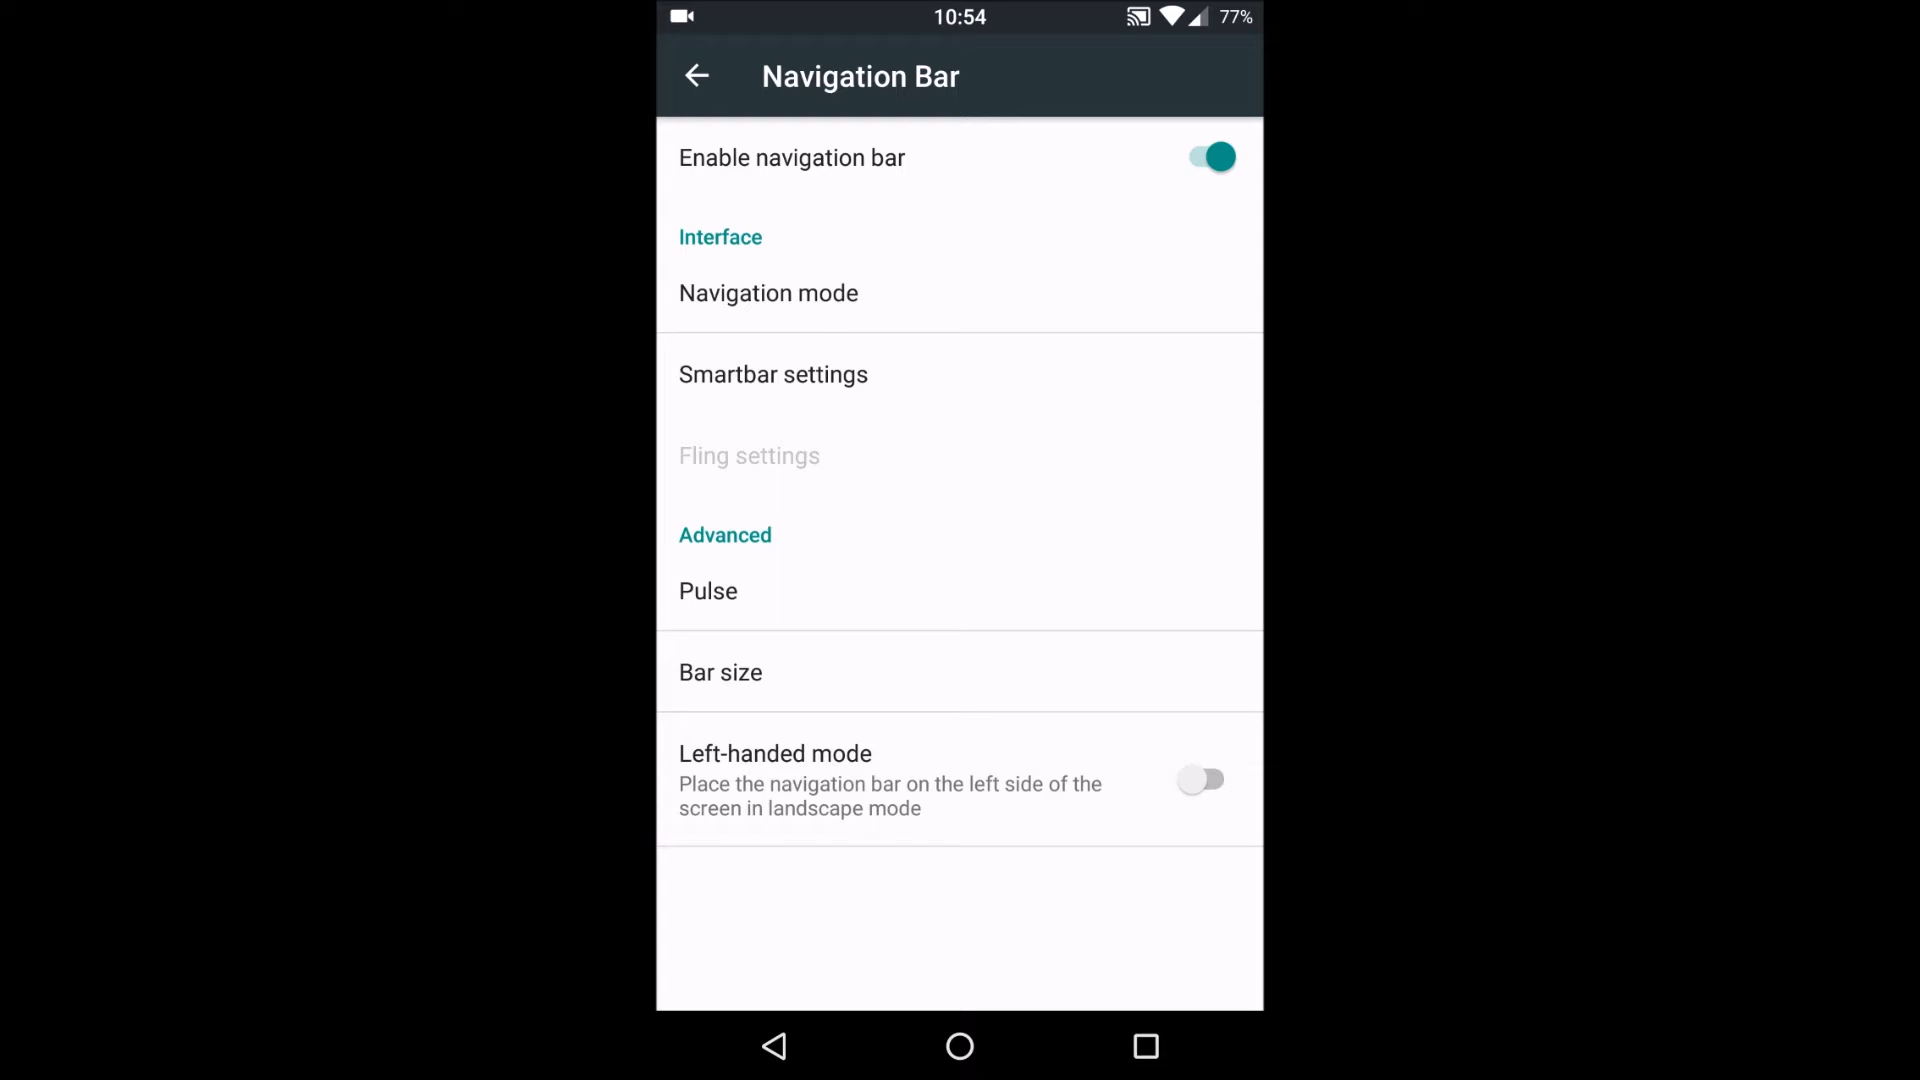 10:54
77%
Navigation Bar
Enable navigation bar
Interface
Navigation mode
Smartbar settings
Fling settings
Advanced
Pulse
Bar size
Left-handed mode
Place the navigation bar on the left side of the
screen in landscape mode